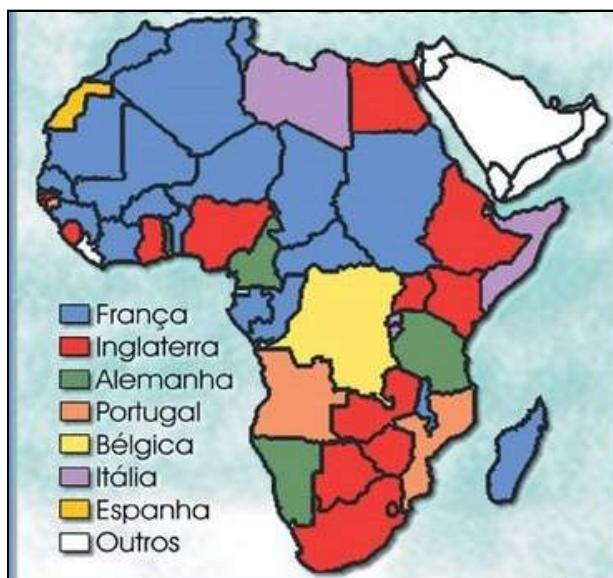 França
Inglaterra
Alemanha
Portugal
Bélgica
Itália
Espanha
Outros